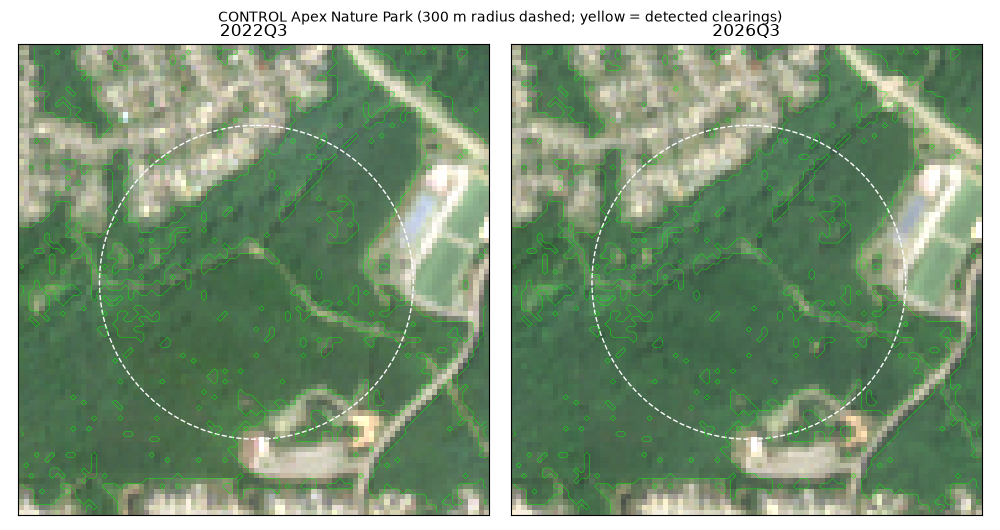 CONTROL Apex Nature Park (300 m radius dashed; yellow = detected clearings)
2022Q3
2026Q3